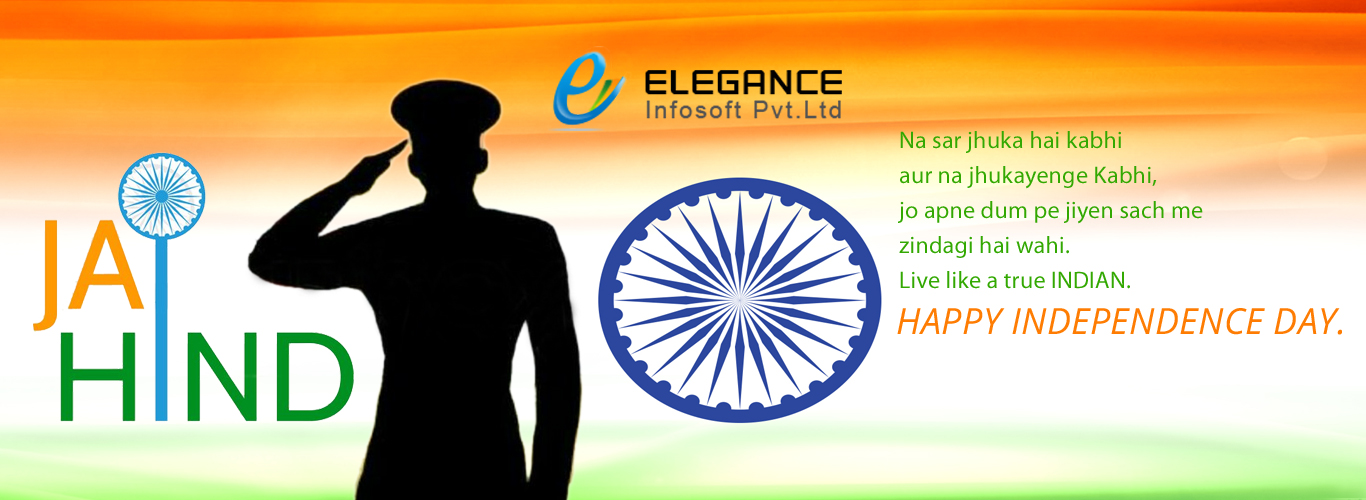 JAI
HIND
ELEGANCE
Infosoft Pvt.Ltd
Na sar jhuka hai kabhi
aur na jhukayenge Kabhi,
jo apne dum pe jiyen sach me
zindagi hai wahi.
Live like a true INDIAN.
HAPPY INDEPENDENCE DAY.